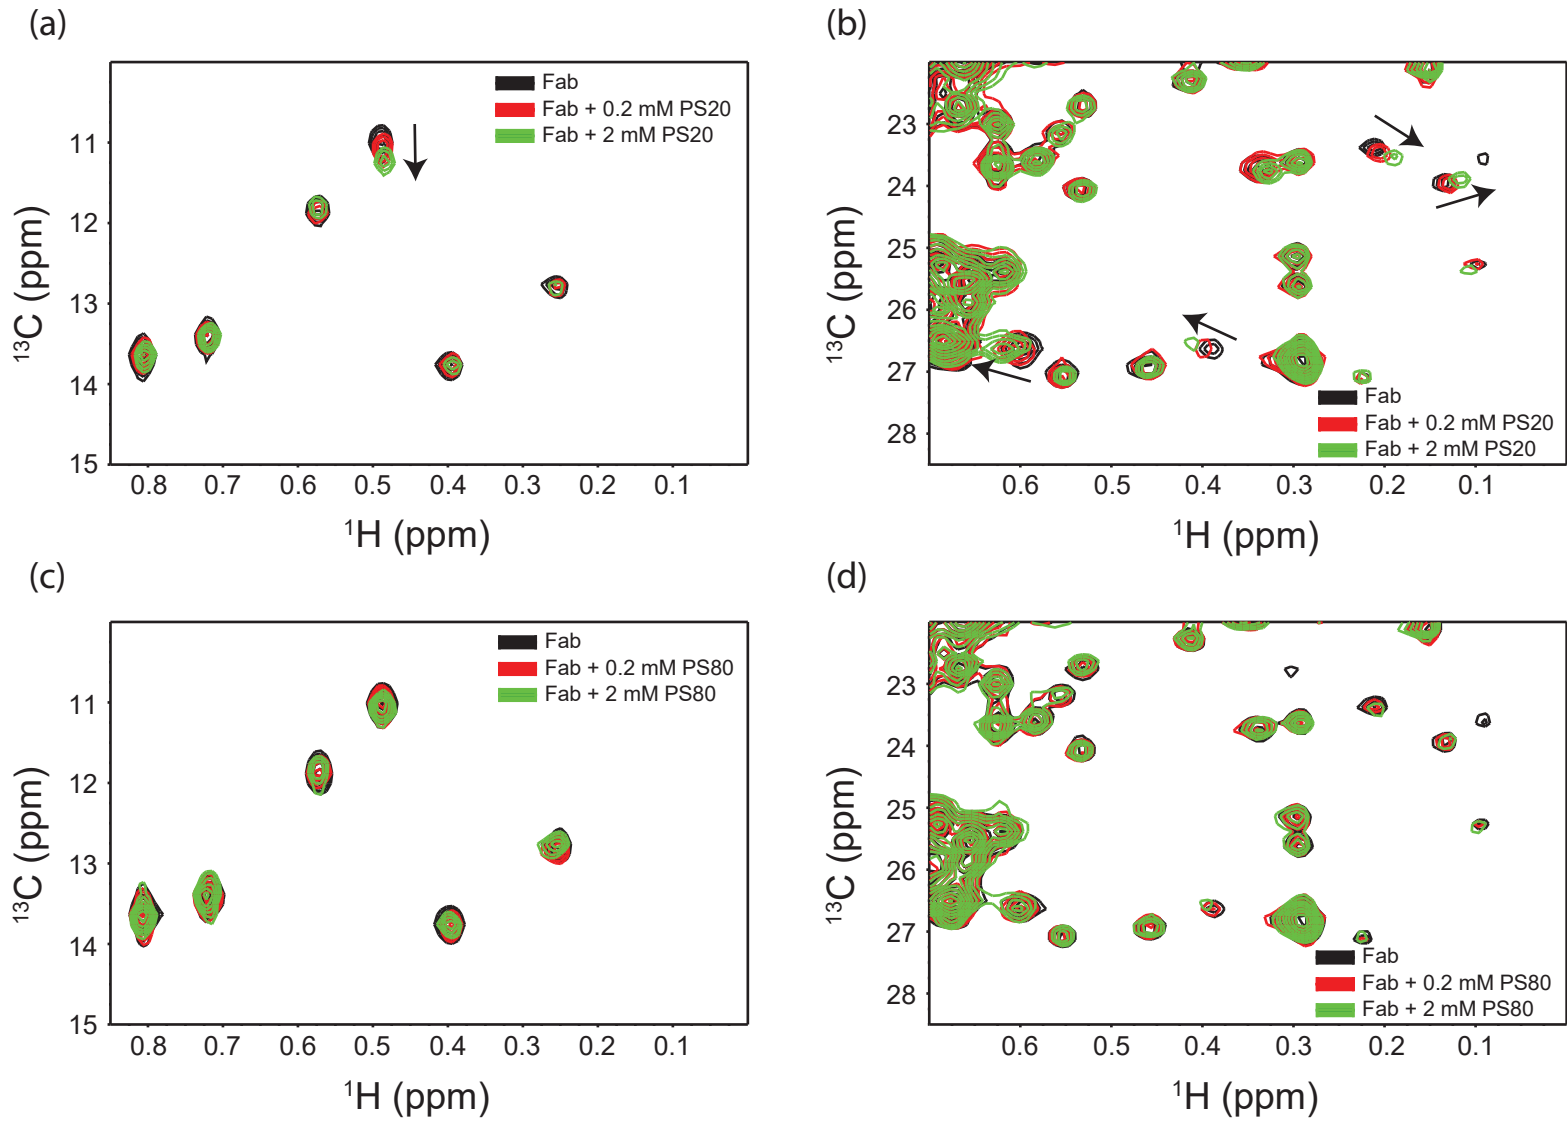 (a)
Fab
Fab + 0.2 mM PS20
Fab + 2 mM PS20
11
12
13
14
15
13C (ppm)
0.8 0.7 0.6 0.5 0.4 0.3 0.2 0.1
1H (ppm)
(b)
23
24
25
26
27
28
13C (ppm)
Fab
Fab + 0.2 mM PS20
Fab + 2 mM PS20
0.6 0.5 0.4 0.3 0.2 0.1
1H (ppm)
(c)
Fab
Fab + 0.2 mM PS80
Fab + 2 mM PS80
11
12
13
14
15
13C (ppm)
0.8 0.7 0.6 0.5 0.4 0.3 0.2 0.1
1H (ppm)
(d)
23
24
25
26
27
28
13C (ppm)
Fab
Fab + 0.2 mM PS80
Fab + 2 mM PS80
0.6 0.5 0.4 0.3 0.2 0.1
1H (ppm)